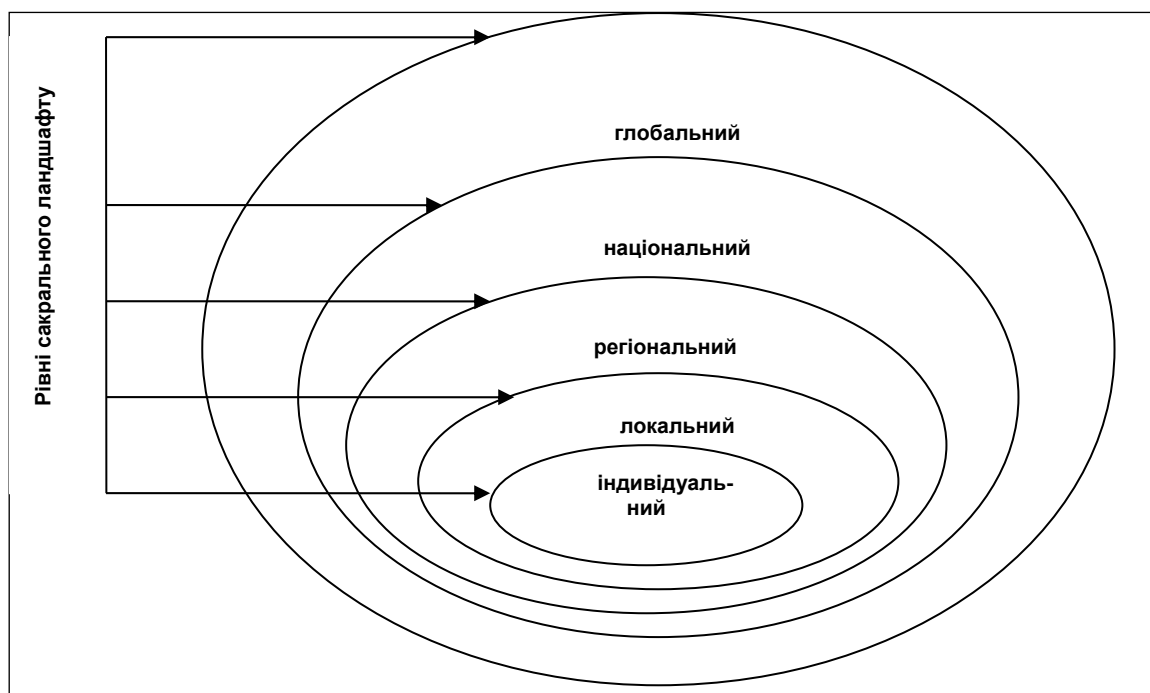 Рівні сакрального ландшафту
глобальний
національний
регіональний
локальний
індивідуаль-
ний